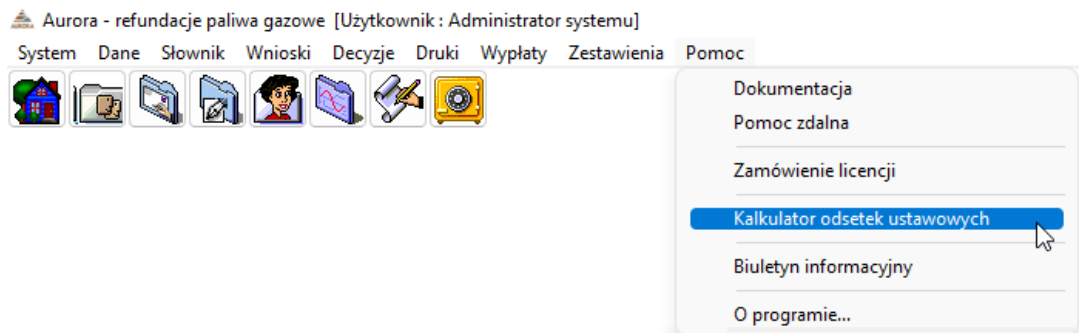 AURORA Aurora - refundacje paliwa gazowe [Użytkownik : Administrator systemu]
System Dane Słownik Wnioski Decyzje Druki Wypłaty Zestawienia Pomoc
Dokumentacja
Pomoc zdalna
Zamówienie licencji
Kalkulator odsetek ustawowych
Biuletyn informacyjny
O programie...